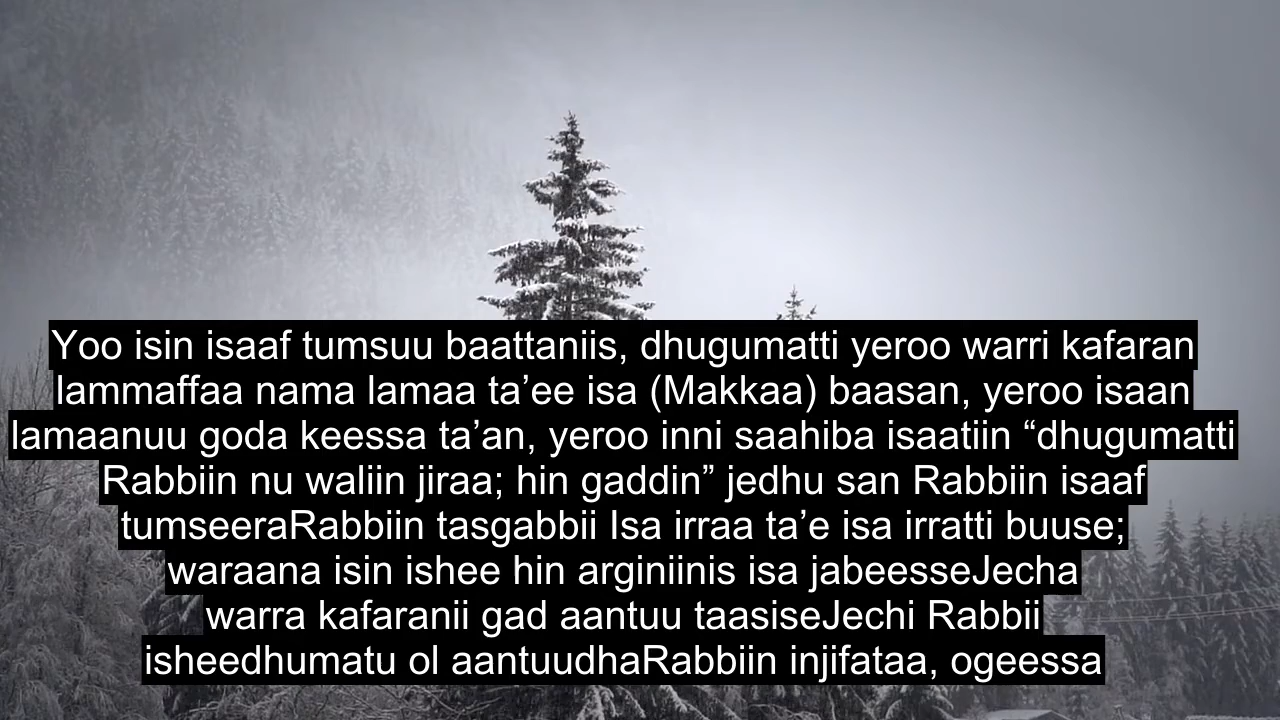 Yoo isin isaaf tumsuu baattaniis, dhugumatti yeroo warri kafaran
lammaffaa nama lamaa ta’ee isa (Makkaa) baasan, yeroo isaan
lamaanuu goda keessa ta’an, yeroo inni saahiba isaatiin “dhugumatti
Rabbiin nu waliin jiraa; hin gaddin” jedhu san Rabbiin isaaf
tumseeraRabbiin tasgabbii Isa irraa ta’e isa irratti buuse;
waraana isin ishee hin arginiinis isa jabeesseJecha
warra kafaranii gad aantuu taasiseJechi Rabbii
isheedhumatu ol aantuudhaRabbiin injifataa, ogeessa